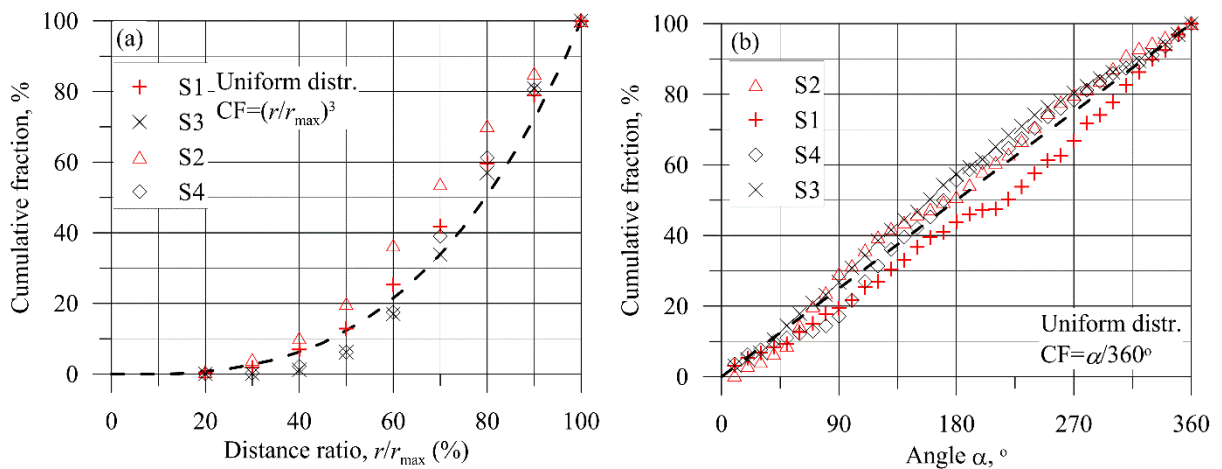 (a)
Cumulative fraction, %
100
80
60
40
20
0
S1
S3
S2
S4
Uniform distr.
CF=(r/rmax)³
0 20 40 60 80 100
Distance ratio, r/rmax (%)
(b)
Cumulative fraction, %
100
80
60
40
20
0
S2
S1
S4
S3
Uniform distr.
CF=α/360º
0 90 180 270 360
Angle α, º